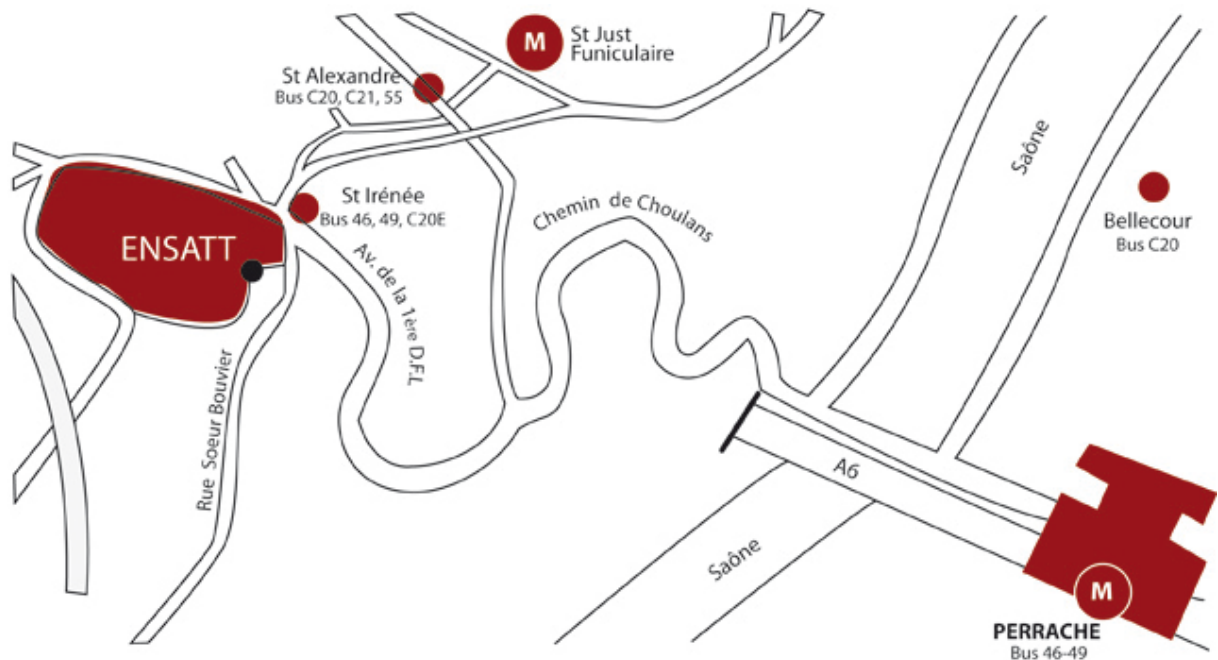 M
St Just
Funiculaire
St Alexandre
Bus C20, C21, 55
Saône
St Irénée
Bus 46, 49, C20E
Chemin de Choulans
Bellecour
Bus C20
ENSATT
Av. de la 1ère D.F.L
Rue Soeur Bouvier
A6
Saône
M
PERRACHE
Bus 46-49